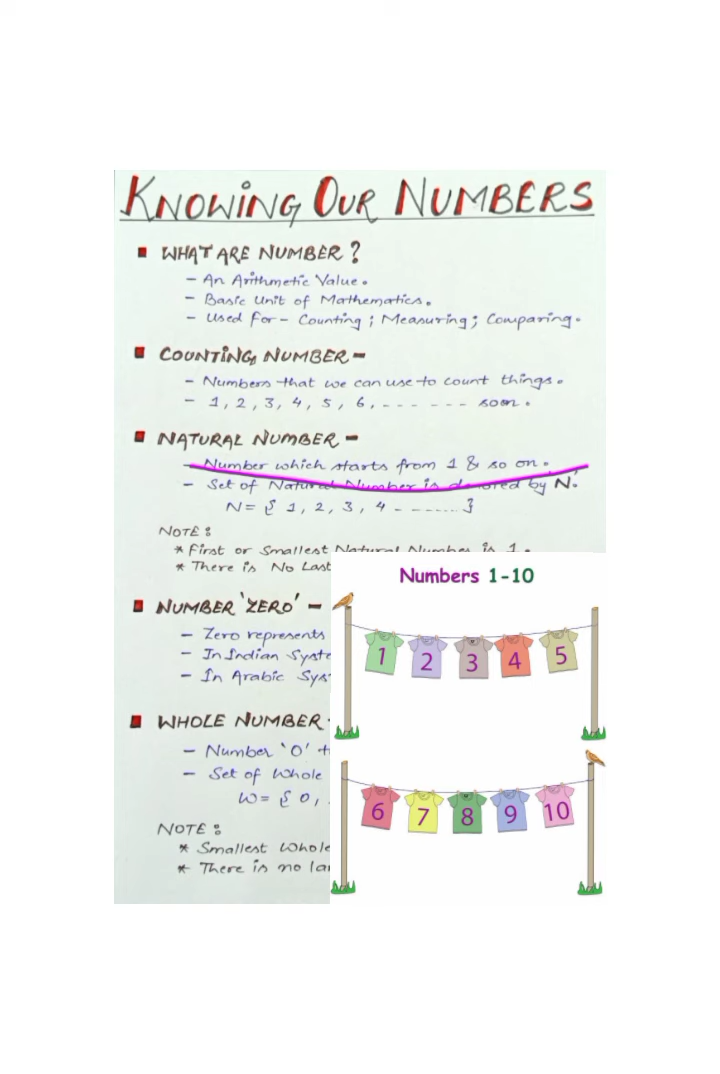 KNOWING OUR NUMBERS
WHAT ARE NUMBER ?
- An Arithmetic Value.
- Basic Unit of Mathematics.
- Used for - Counting ; Measuring ; Comparing.
COUNTING NUMBER -
- Numbers that we can use to count things.
- 1, 2, 3, 4, 5, 6, - - - - - - - soon.
NATURAL NUMBER -
- Number which starts from 1 & so on.
- Set of Natural Number is denoted by N.
N = { 1, 2, 3, 4 - - - - - - - }
NOTE :
* First or Smallest Natural Number is 1.
* There is No Last
NUMBER 'ZERO' -
- Zero represents
- In Indian
- In Arabic
WHOLE NUMBER
- Number '0'
- Set of Whole
W = { 0,
NOTE :
* Smallest Whole
* There is no
Numbers 1-10
1 2 3 4 5
6 7 8 9 10